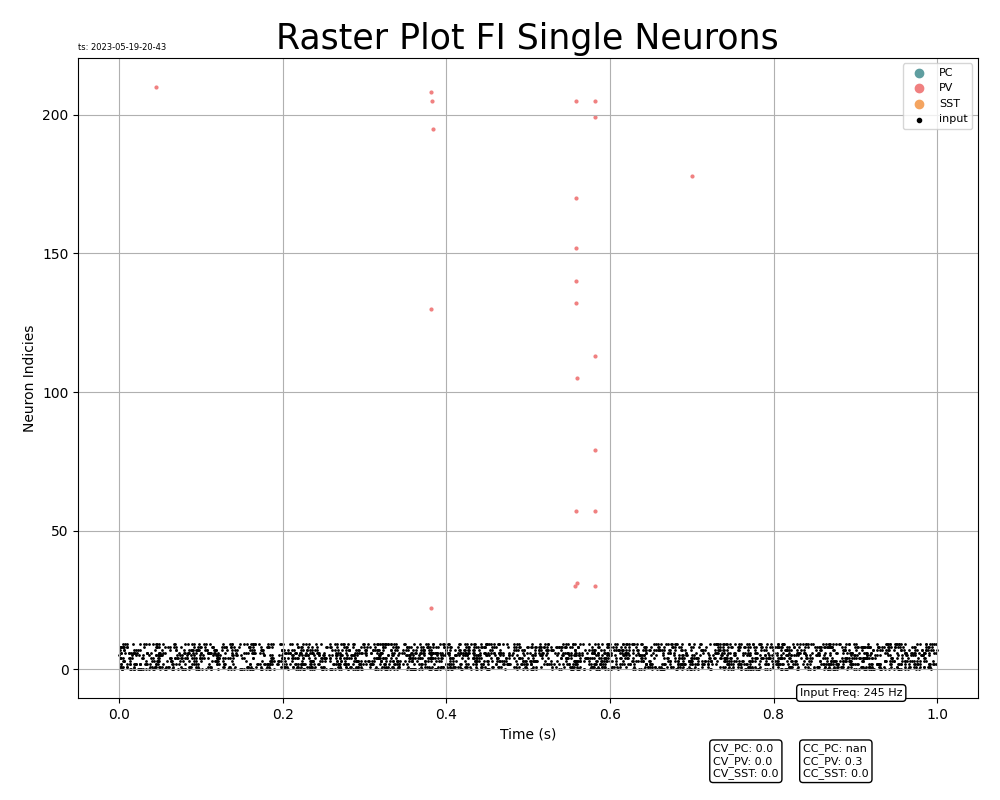 Raster Plot FI Single Neurons
ts: 2023-05-19-20-43
PC
PV
SST
input
200
150
100
50
0
Neuron Indicies
0.0 0.2 0.4 0.6 0.8 1.0
Input Freq: 245 Hz
Time (s)
CV_PC: 0.0
CV_PV: 0.0
CV_SST: 0.0
CC_PC: nan
CC_PV: 0.3
CC_SST: 0.0